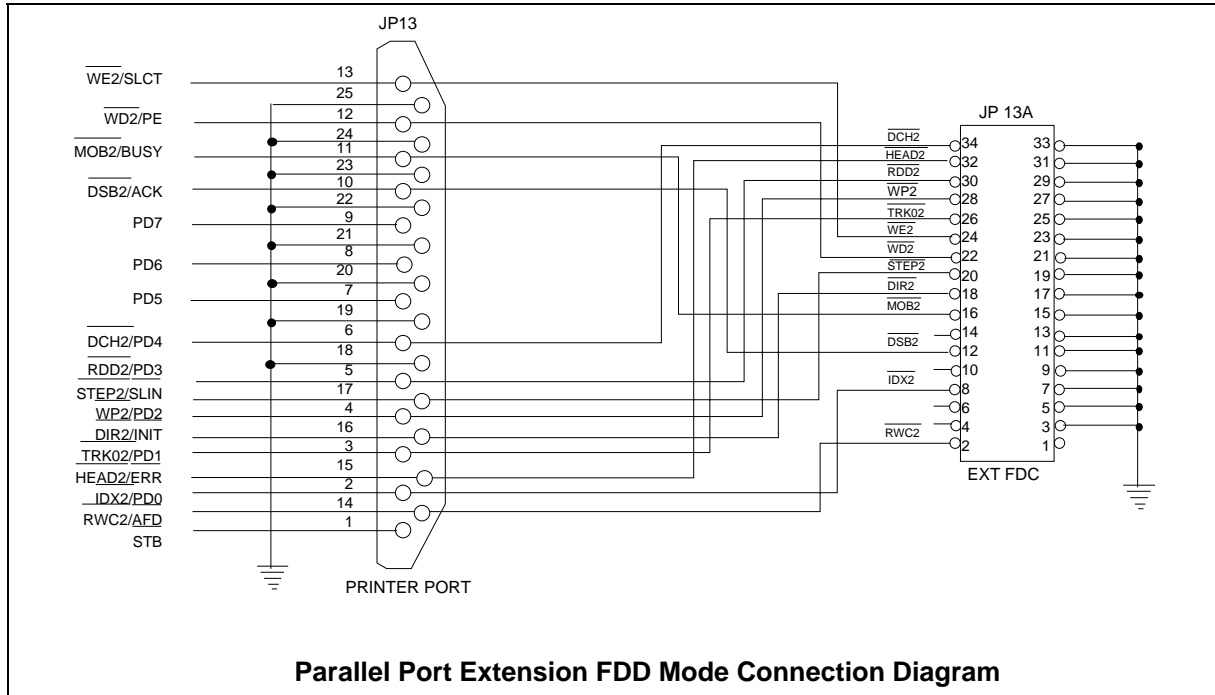 JP13
WE2/SLCT
13
25
WD2/PE
12
24
MOB2/BUSY
11
23
DSB2/ACK
10
22
PD7
9
21
PD6
8
20
PD5
7
19
DCH2/PD4
6
18
RDD2/PD3
5
STEP2/SLIN
17
WP2/PD2
4
DIR2/INIT
16
TRK02/PD1
3
HEAD2/ERR
15
IDX2/PD0
2
RWC2/AFD
14
STB
1
PRINTER PORT
JP 13A
DCH2 34 33
HEAD2 32 31
RDD2 30 29
WP2 28 27
TRK02 26 25
WE2 24 23
WD2 22 21
STEP2 20 19
DIR2 18 17
MOB2 16 15
14 13
DSB2 12 11
10 9
IDX2 8 7
6 5
4 3
RWC2 2 1
EXT FDC
Parallel Port Extension FDD Mode Connection Diagram